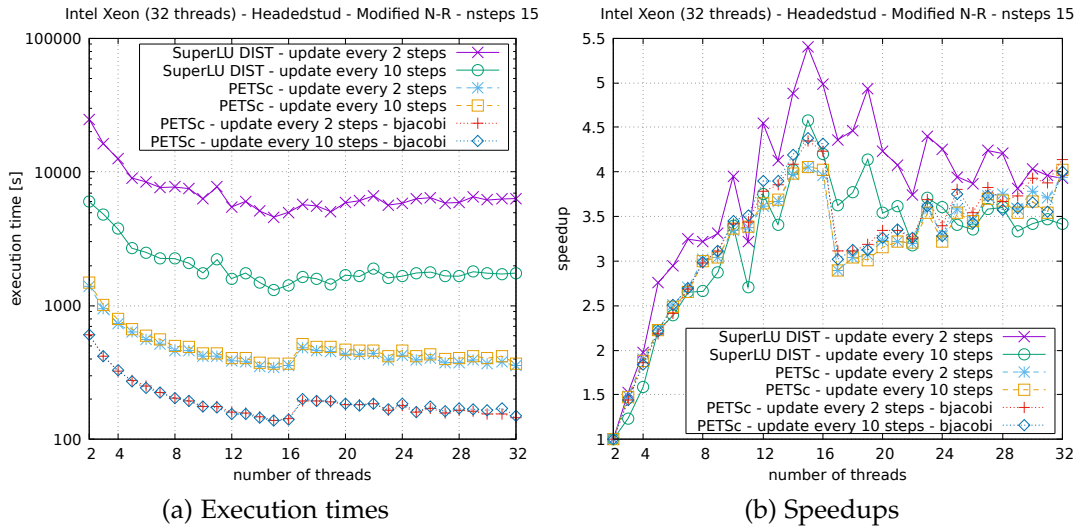 Intel Xeon (32 threads) - Headedstud - Modified N-R - nsteps 15
100000
10000
1000
100
execution time [s]
SuperLU DIST - update every 2 steps
SuperLU DIST - update every 10 steps
PETSc - update every 2 steps
PETSc - update every 10 steps
PETSc - update every 2 steps - bjacobi
PETSc - update every 10 steps - bjacobi
2 4 8 12 16 20 24 28 32
number of threads
(a) Execution times
Intel Xeon (32 threads) - Headedstud - Modified N-R - nsteps 15
5.5
5
4.5
4
3.5
3
2.5
2
1.5
1
speedup
SuperLU DIST - update every 2 steps
SuperLU DIST - update every 10 steps
PETSc - update every 2 steps
PETSc - update every 10 steps
PETSc - update every 2 steps - bjacobi
PETSc - update every 10 steps - bjacobi
2 4 8 12 16 20 24 28 32
number of threads
(b) Speedups